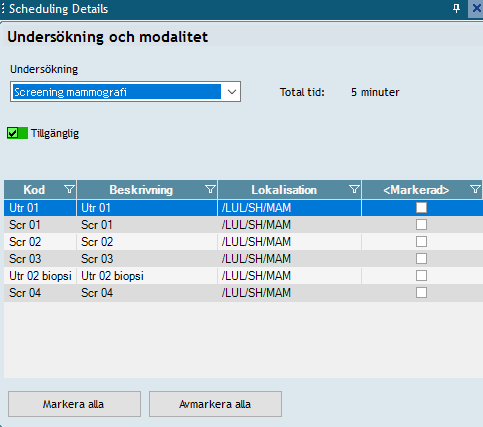 Scheduling Details
Undersökning och modalitet
Undersökning
Screening mammografi Total tid: 5 minuter
Tillgänglig
Kod Beskrivning Lokalisation <Markerad>
Utr 01 Utr 01 /LUL/SH/MAM
Scr 01 Scr 01 /LUL/SH/MAM
Scr 02 Scr 02 /LUL/SH/MAM
Scr 03 Scr 03 /LUL/SH/MAM
Utr 02 biopsi Utr 02 biopsi /LUL/SH/MAM
Scr 04 Scr 04 /LUL/SH/MAM
Markera alla Avmarkera alla